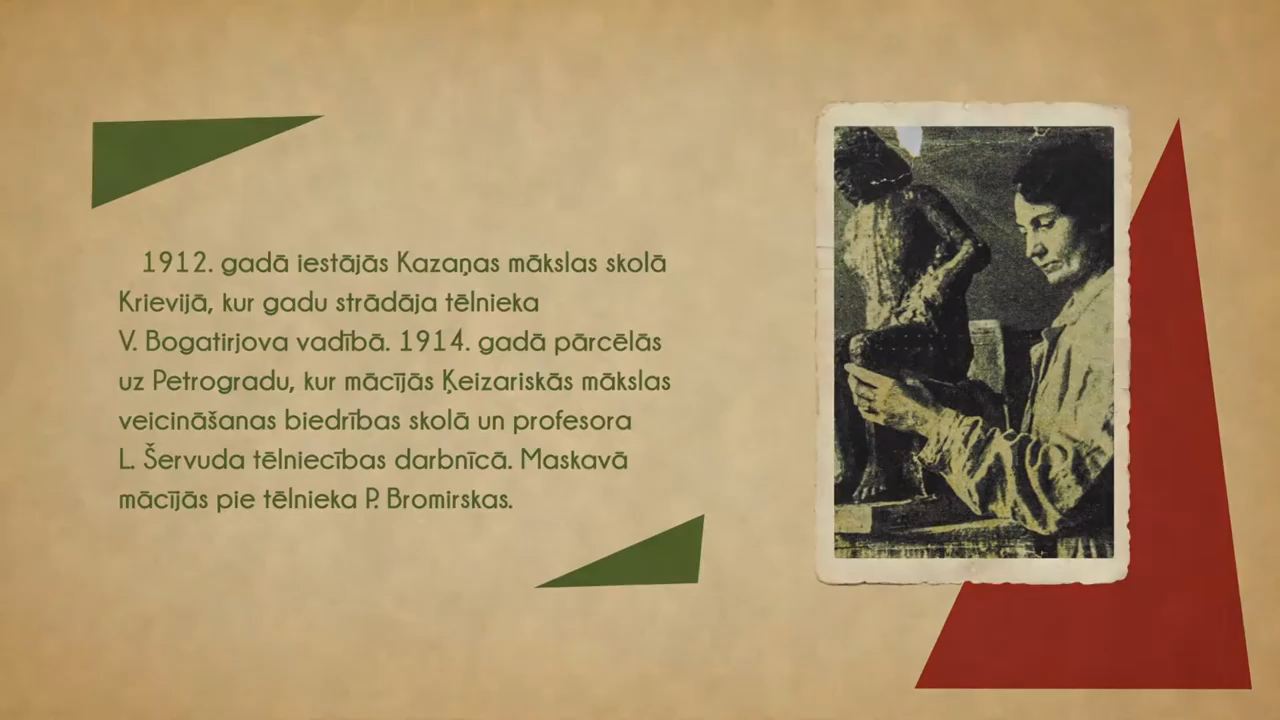 1912. gadā iestājās Kazaņas mākslas skolā
Krievijā, kur gadu strādāja tēlnieka
V. Bogatirjova vadībā. 1914. gadā pārcēlās
uz Petrogradu, kur mācījās Ķeizariskās mākslas
veicināšanas biedrības skolā un profesora
L. Šervuda tēlniecības darbnīcā. Maskavā
mācījās pie tēlnieka P. Bromirskas.